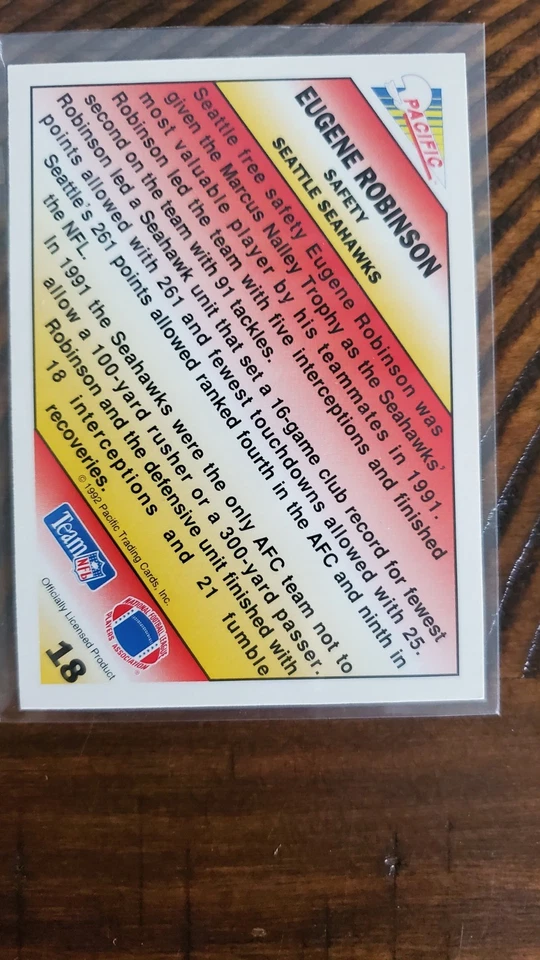 PACIFIC
EUGENE ROBINSON
SAFETY
SEATTLE SEAHAWKS
Seattle free safety Eugene Robinson was
given the Marcus Nalley Trophy as the Seahawks'
most valuable player by his teammates in 1991.
Robinson led the team with five interceptions and finished
second on the team with 91 tackles.
Robinson led a Seahawk unit that set a 16-game club record for fewest
points allowed with 261 and fewest touchdowns allowed with 25.
Seattle's 261 points allowed ranked fourth in the AFC and ninth in
the NFL.
In 1991 the Seahawks were the only AFC team not to
allow a 100-yard rusher or a 300-yard passer.
Robinson and the defensive unit finished with
18 interceptions and 21 fumble
recoveries.
© 1992 Pacific Trading Cards, Inc.
Team NFL
NATIONAL FOOTBALL LEAGUE
PLAYERS ASSOCIATION
Officially Licensed Product
18